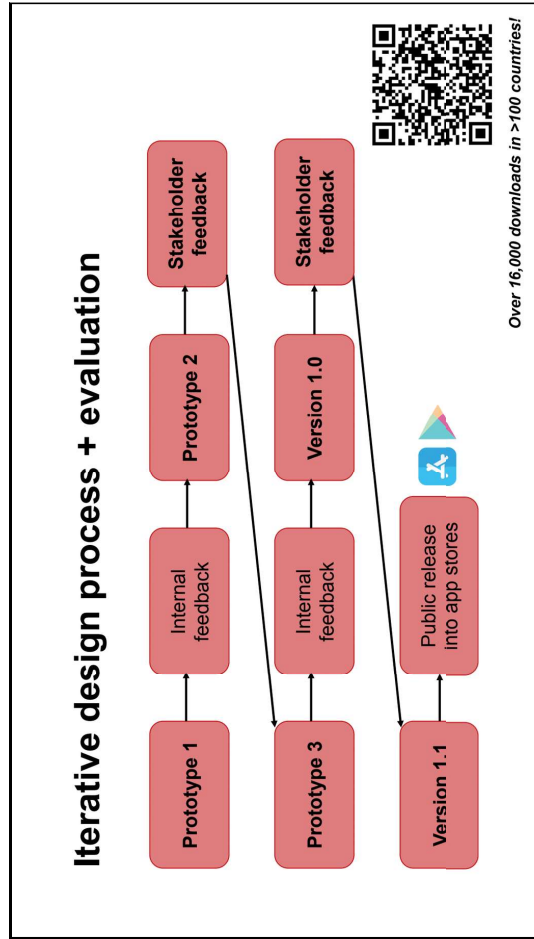 Iterative design process + evaluation
Prototype 1
Internal
feedback
Prototype 2
Stakeholder
feedback
Prototype 3
Internal
feedback
Version 1.0
Stakeholder
feedback
Version 1.1
Public release
into app stores
Over 16,000 downloads in >100 countries!